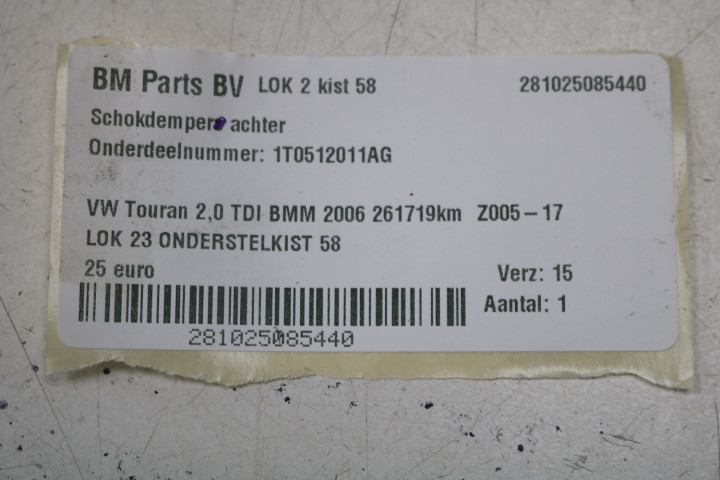 BM Parts BV LOK 2 kist 58 281025085440
Schokdempers achter
Onderdeelnummer: 1T0512011AG
VW Touran 2,0 TDI BMM 2006 261719km Z005-17
LOK 23 ONDERSTELKIST 58
25 euro Verz: 15
Aantal: 1
281025085440